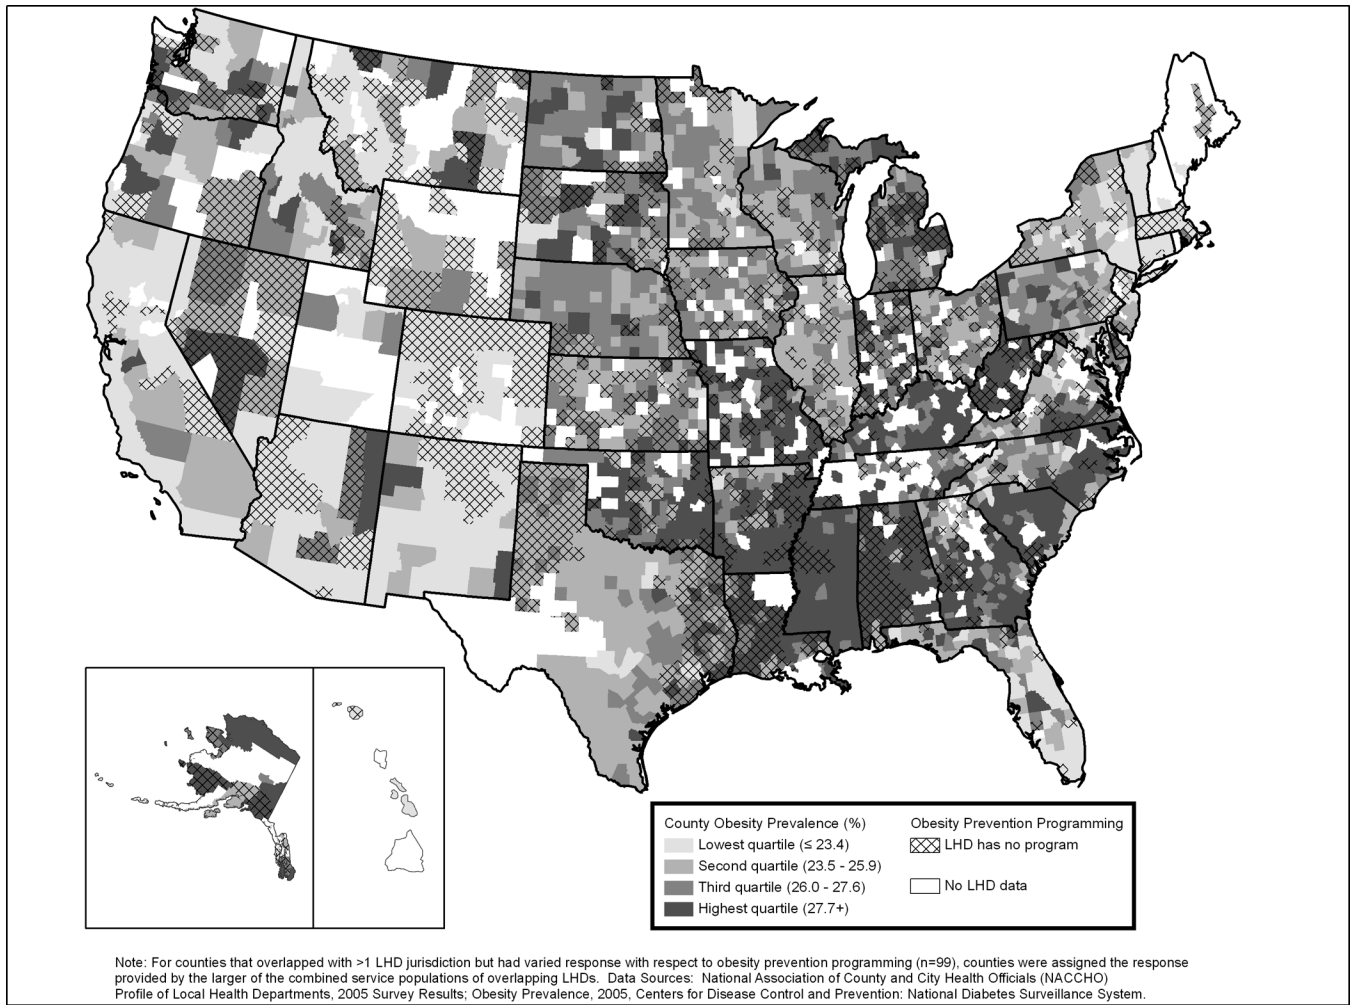 County Obesity Prevalence (%)
Lowest quartile (≤ 23.4)
Second quartile (23.5 - 25.9)
Third quartile (26.0 - 27.6)
Highest quartile (27.7+)
Obesity Prevention Programming
LHD has no program
No LHD data
Note: For counties that overlapped with >1 LHD jurisdiction but had varied response with respect to obesity prevention programming (n=99), counties were assigned the response
provided by the larger of the combined service populations of overlapping LHDs. Data Sources: National Association of County and City Health Officials (NACCHO)
Profile of Local Health Departments, 2005 Survey Results; Obesity Prevalence, 2005, Centers for Disease Control and Prevention: National Diabetes Surveillance System.